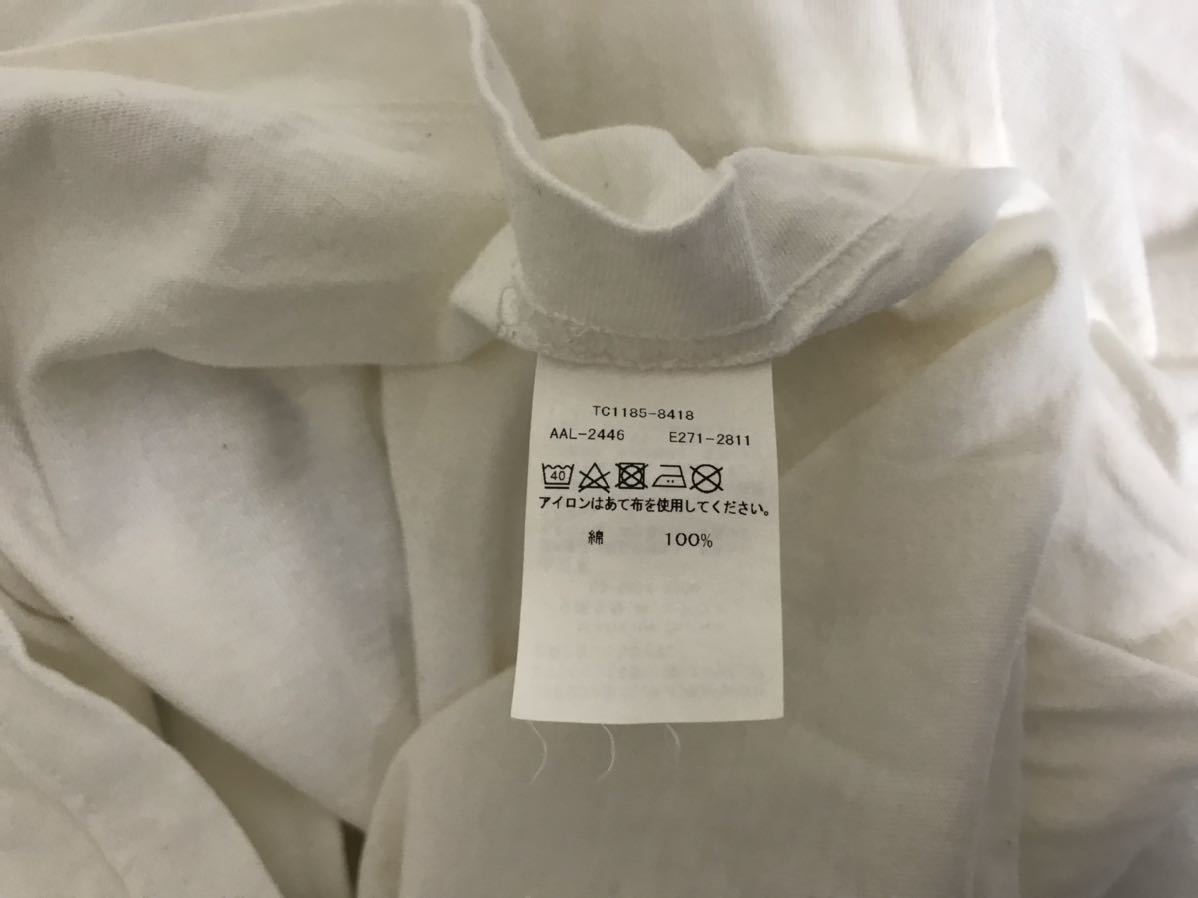 TC1185-8418
AAL-2446 E271-2811
40
アイロンはあて布を使用してください。
綿 100%